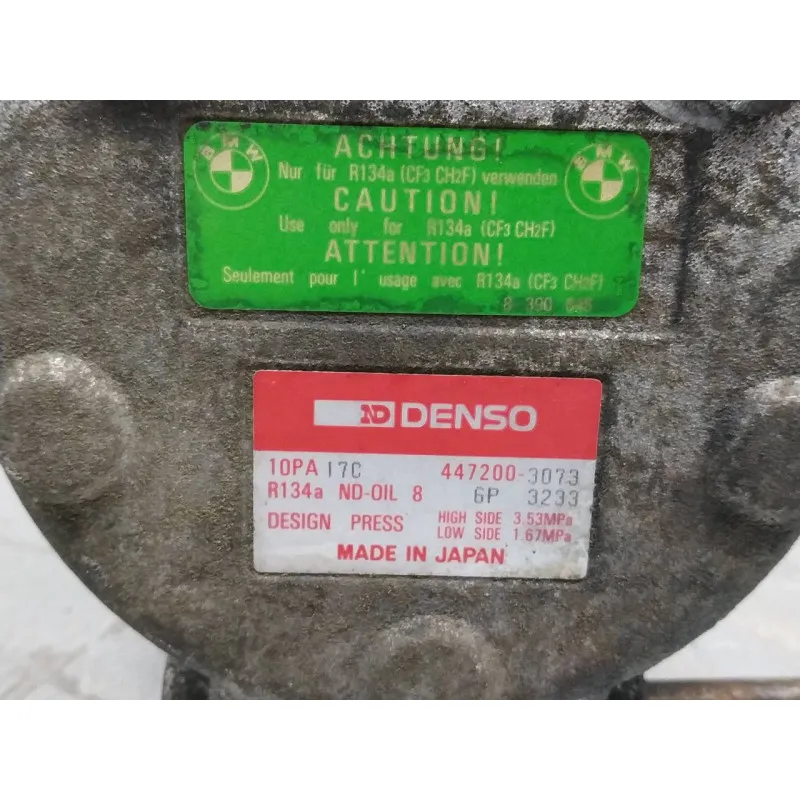 ACHTUNG!
BMW
BMW
Nur für R134a (CF3 CH2F) verwenden
CAUTION!
Use only for R134a (CF3 CH2F)
ATTENTION!
Seulement pour l' usage avec R134a (CF3 CH2F)
8 390
ND DENSO
10PA17C 447200-3073
R134a ND-OIL 8 6P 3233
DESIGN PRESS HIGH SIDE 3.53MPa
LOW SIDE 1.67MPa
MADE IN JAPAN